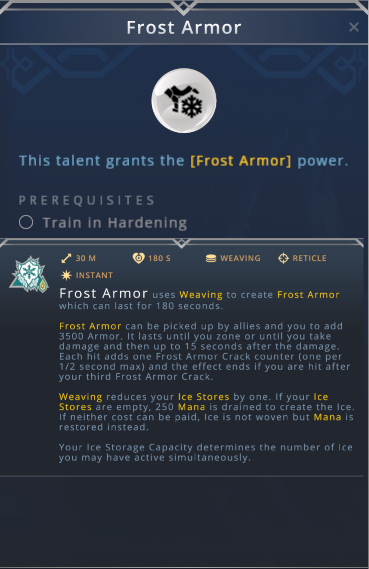 Frost Armor
This talent grants the [Frost Armor] power.
PREREQUISITES
Train in Hardening
30 M 180 S WEAVING RETICLE
INSTANT
Frost Armor uses Weaving to create Frost Armor
which can last for 180 seconds.
Frost Armor can be picked up by allies and you to add
3500 Armor. It lasts until you zone or until you take
damage and then up to 15 seconds after the damage.
Each hit adds one Frost Armor Crack counter (one per
1/2 second max) and the effect ends if you are hit after
your third Frost Armor Crack.
Weaving reduces your Ice Stores by one. If your Ice
Stores are empty, 250 Mana is drained to create the Ice.
If neither cost can be paid, Ice is not woven but Mana is
restored instead.
Your Ice Storage Capacity determines the number of Ice
you may have active simultaneously.